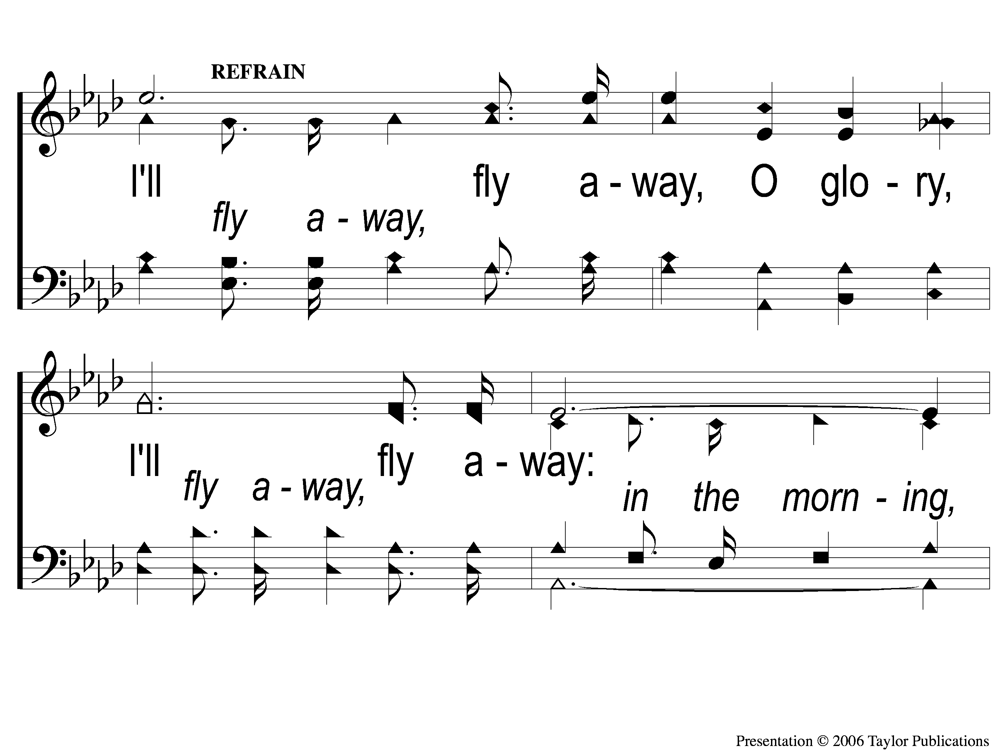 REFRAIN
I'll fly a - way, O glo - ry,
fly a - way,
I'll fly a - way:
fly a - way, in the morn - ing,
Presentation © 2006 Taylor Publications